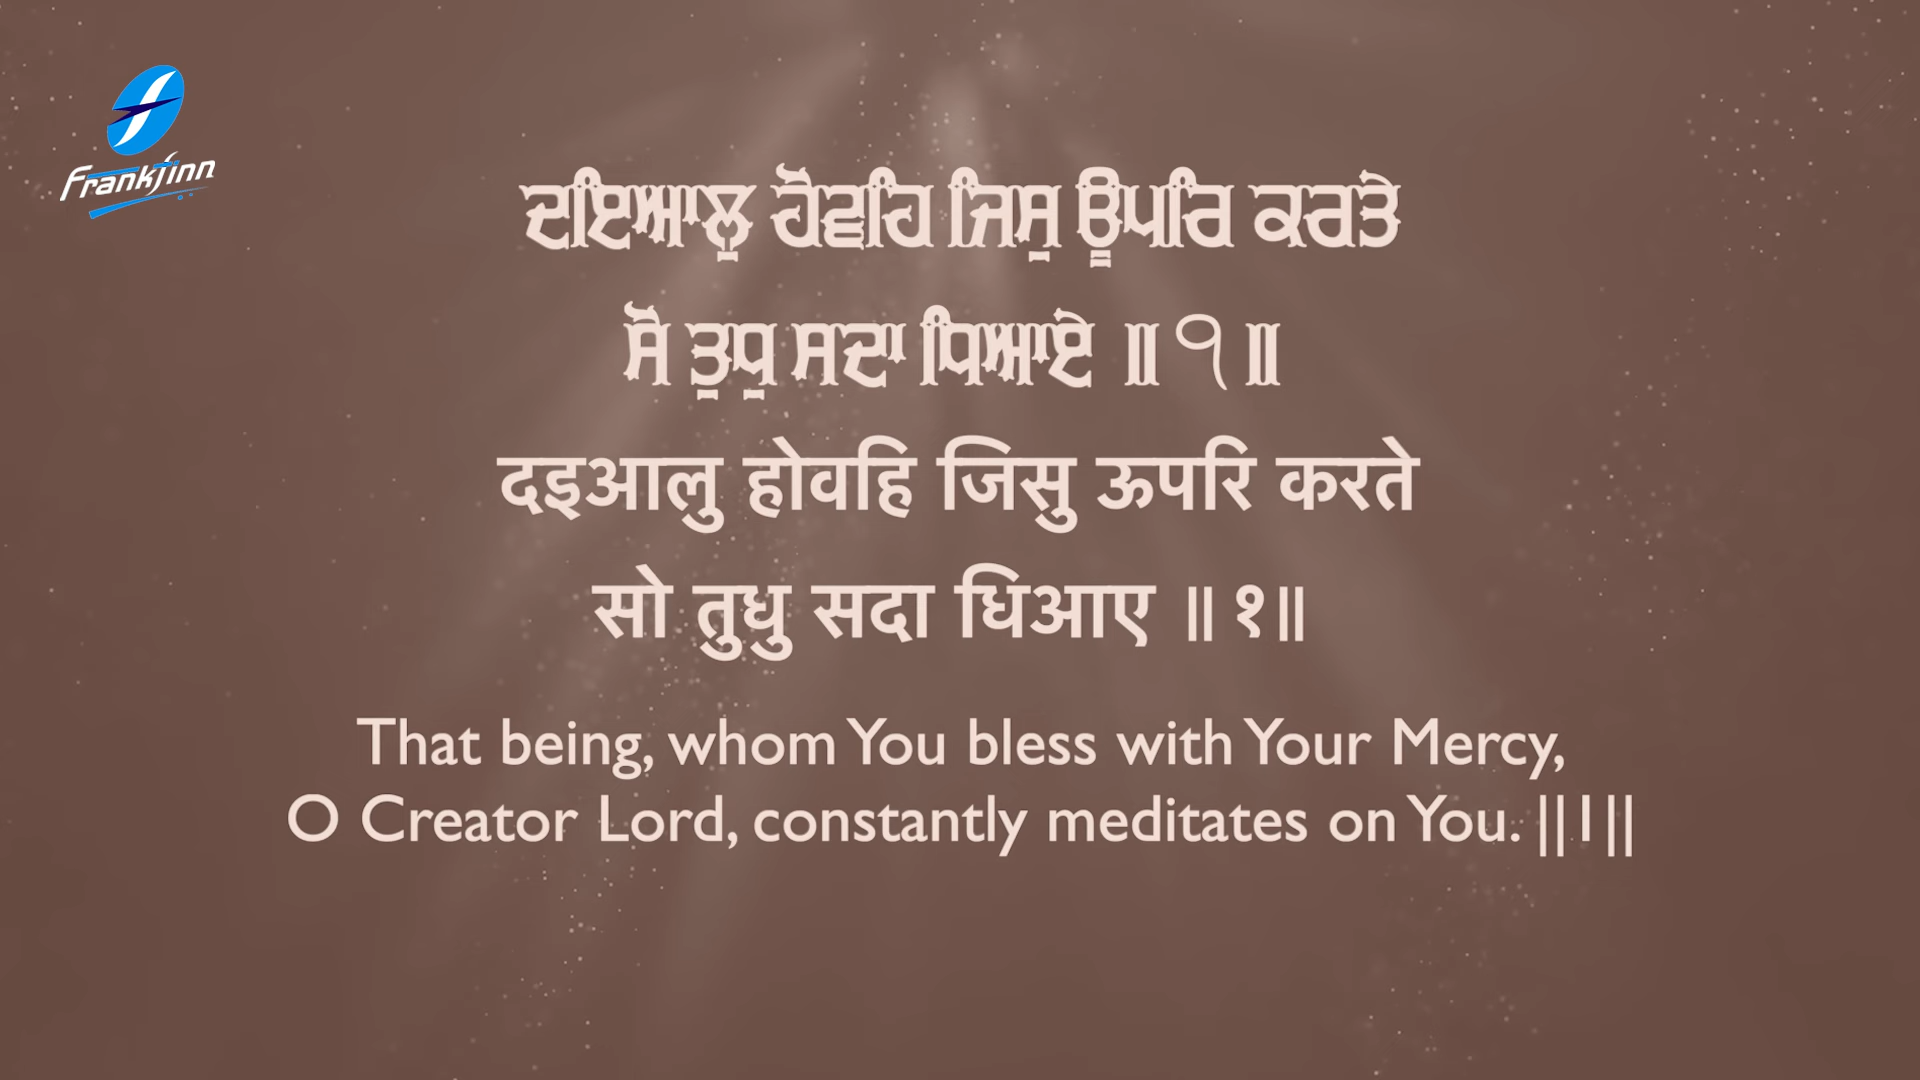 Frankfinn
ਦਇਆਲੁ ਹੋਵਹਿ ਜਿਸੁ ਊਪਰਿ ਕਰਤੇ
ਸੋ ਤੁਧੁ ਸਦਾ ਧਿਆਏ ॥੧॥
दइआलु होवहि जिसु ऊपरि करते
सो तुधु सदा धिआए ॥१॥
That being, whom You bless with Your Mercy,
O Creator Lord, constantly meditates on You. ||1||